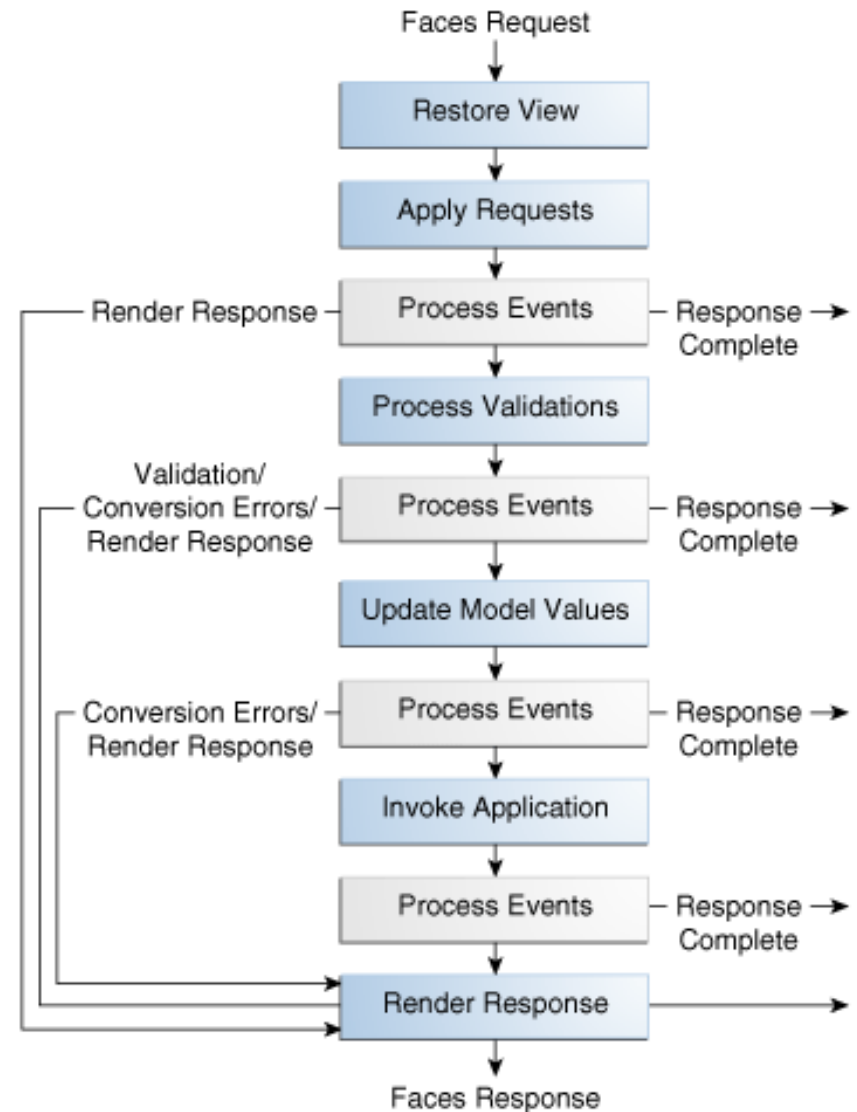 Faces Request
Restore View
Apply Requests
Render Response
Process Events
Response
Complete
Process Validations
Validation/
Conversion Errors/
Render Response
Process Events
Response
Complete
Update Model Values
Conversion Errors/
Render Response
Process Events
Response
Complete
Invoke Application
Process Events
Response
Complete
Render Response
Faces Response